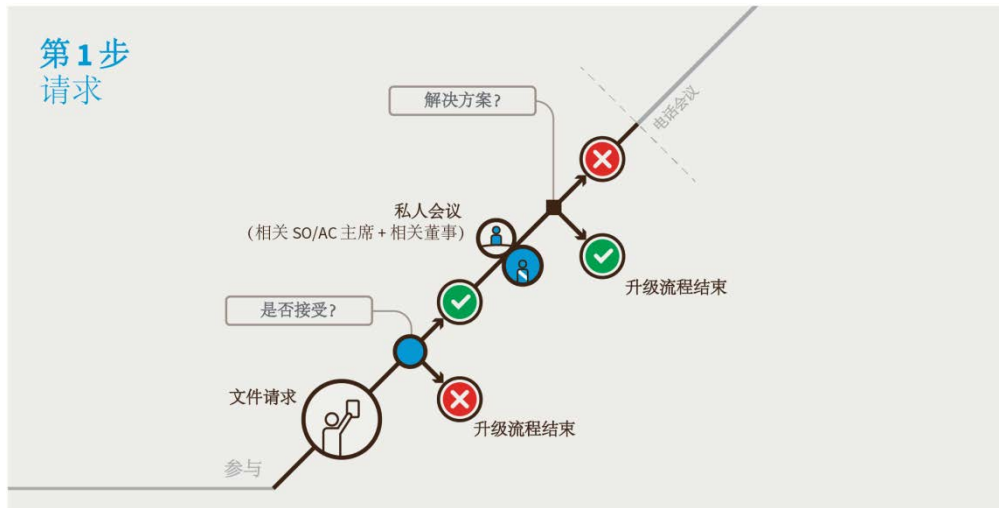 第 1 步
请求
解决方案？
电话会议
私人会议
（相关 SO/AC 主席 + 相关董事）
升级流程结束
是否接受？
文件请求
升级流程结束
参与